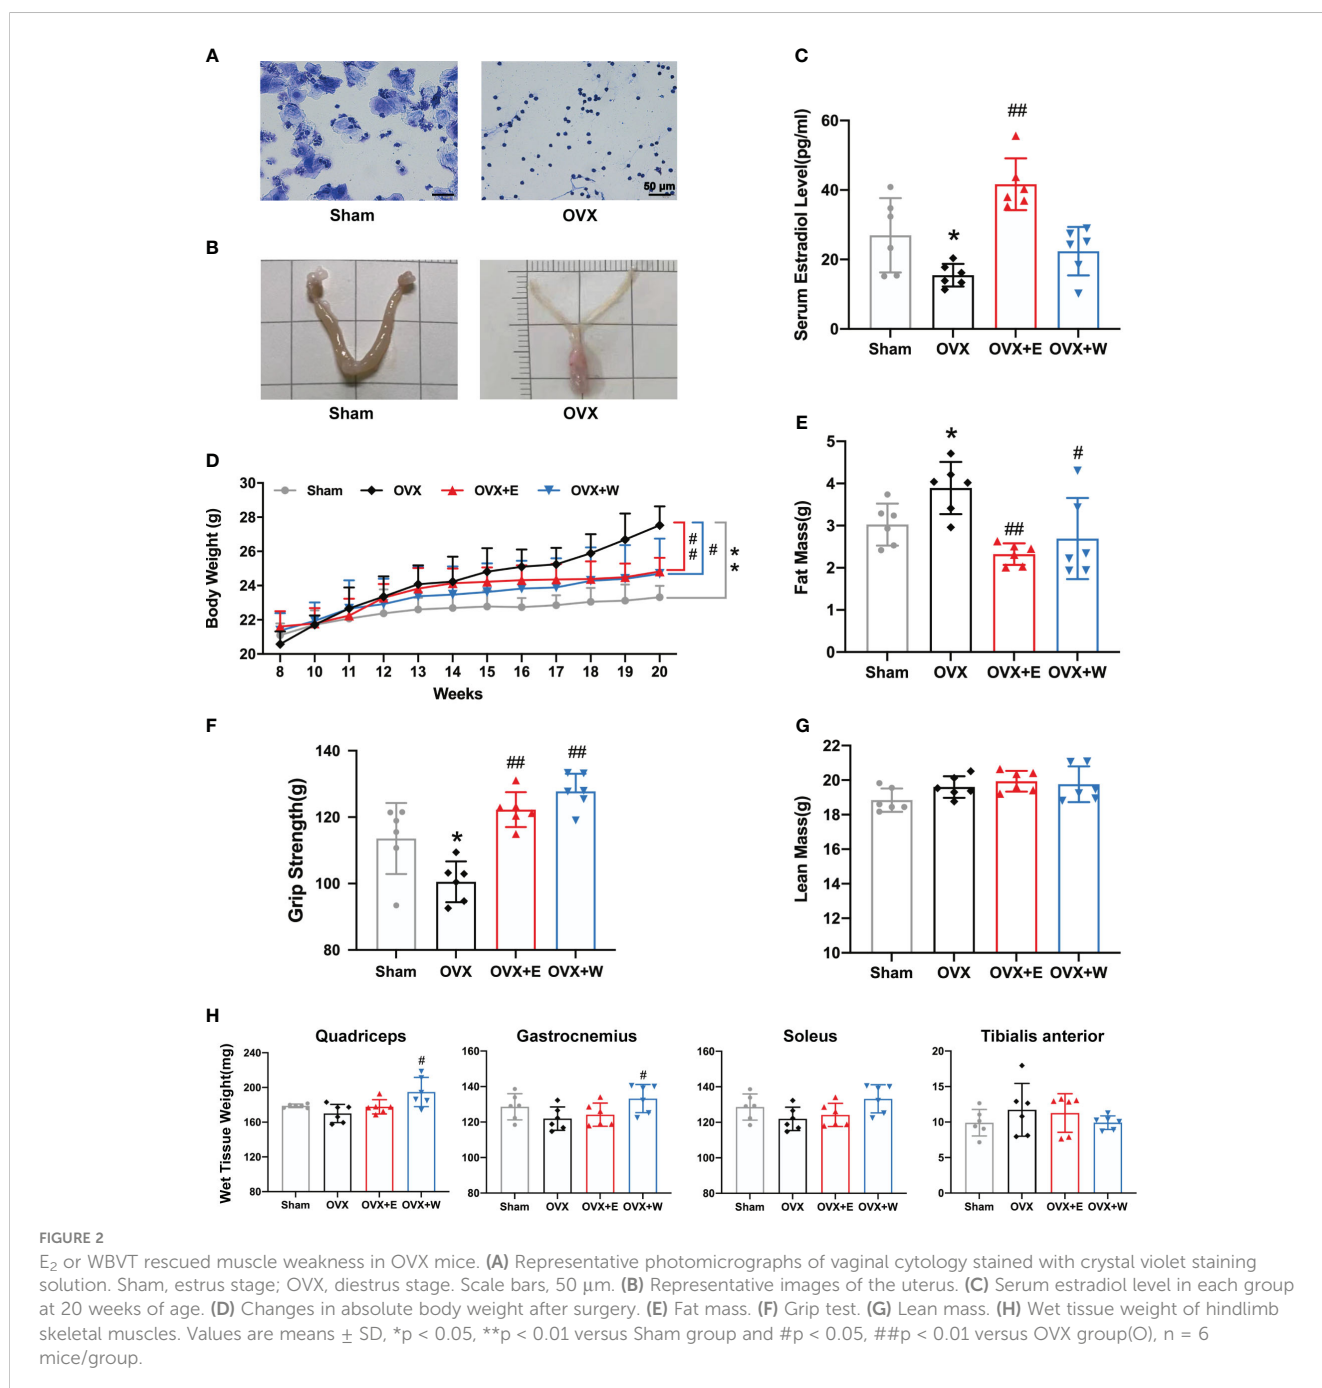 A
50 μm
Sham
OVX
B
Sham
OVX
C
Serum Estradiol Level(pg/ml)
60
40
20
0
*
##
Sham
OVX
OVX+E
OVX+W
D
Sham
OVX
OVX+E
OVX+W
Body Weight (g)
30
28
26
24
22
20
##
#
**
8 10 11 12 13 14 15 16 17 18 19 20
Weeks
E
Fat Mass(g)
5
4
3
2
1
0
*
##
#
Sham
OVX
OVX+E OVX+W
F
Grip Strength(g)
140
120
100
80
*
##
##
Sham
OVX
OVX+E
OVX+W
G
Lean Mass(g)
22
20
18
16
14
12
10
Sham
OVX
OVX+E
OVX+W
H
Wet Tissue Weight(mg)
Quadriceps
240
200
160
120
80
#
Sham OVX OVX+E OVX+W
Gastrocnemius
160
140
120
100
80
#
Sham OVX OVX+E OVX+W
Soleus
160
140
120
100
80
Sham OVX OVX+E OVX+W
Tibialis anterior
20
15
10
5
0
Sham OVX OVX+E OVX+W
FIGURE 2
E2 or WBVT rescued muscle weakness in OVX mice. (A) Representative photomicrographs of vaginal cytology stained with crystal violet staining
solution. Sham, estrus stage; OVX, diestrus stage. Scale bars, 50 μm. (B) Representative images of the uterus. (C) Serum estradiol level in each group
at 20 weeks of age. (D) Changes in absolute body weight after surgery. (E) Fat mass. (F) Grip test. (G) Lean mass. (H) Wet tissue weight of hindlimb
skeletal muscles. Values are means ± SD, *p < 0.05, **p < 0.01 versus Sham group and #p < 0.05, ##p < 0.01 versus OVX group(O), n = 6
mice/group.